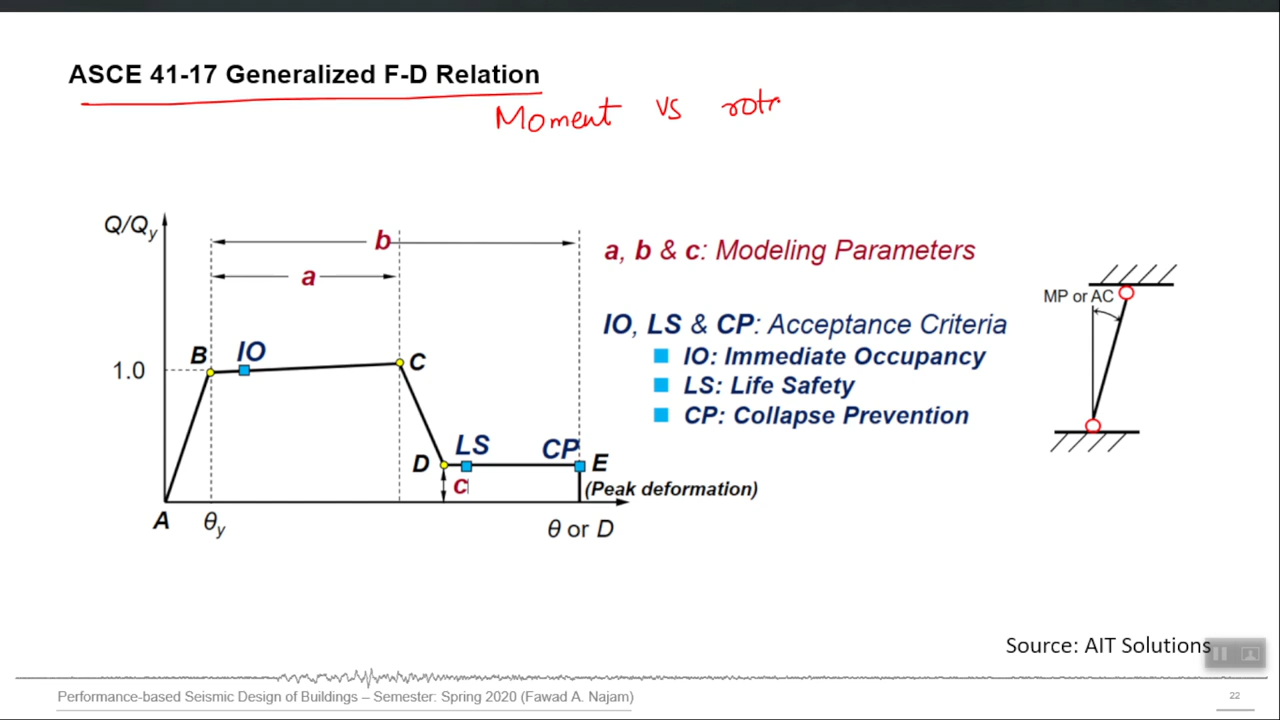 ASCE 41-17 Generalized F-D Relation
Moment vs rota
Q/Qy
b
a
a, b & c: Modeling Parameters
MP or AC
IO, LS & CP: Acceptance Criteria
IO: Immediate Occupancy
LS: Life Safety
CP: Collapse Prevention
B
IO
C
1.0
D
LS
CP
E
c
(Peak deformation)
A
θy
θ or D
Source: AIT Solutions
Performance-based Seismic Design of Buildings – Semester: Spring 2020 (Fawad A. Najam)
22